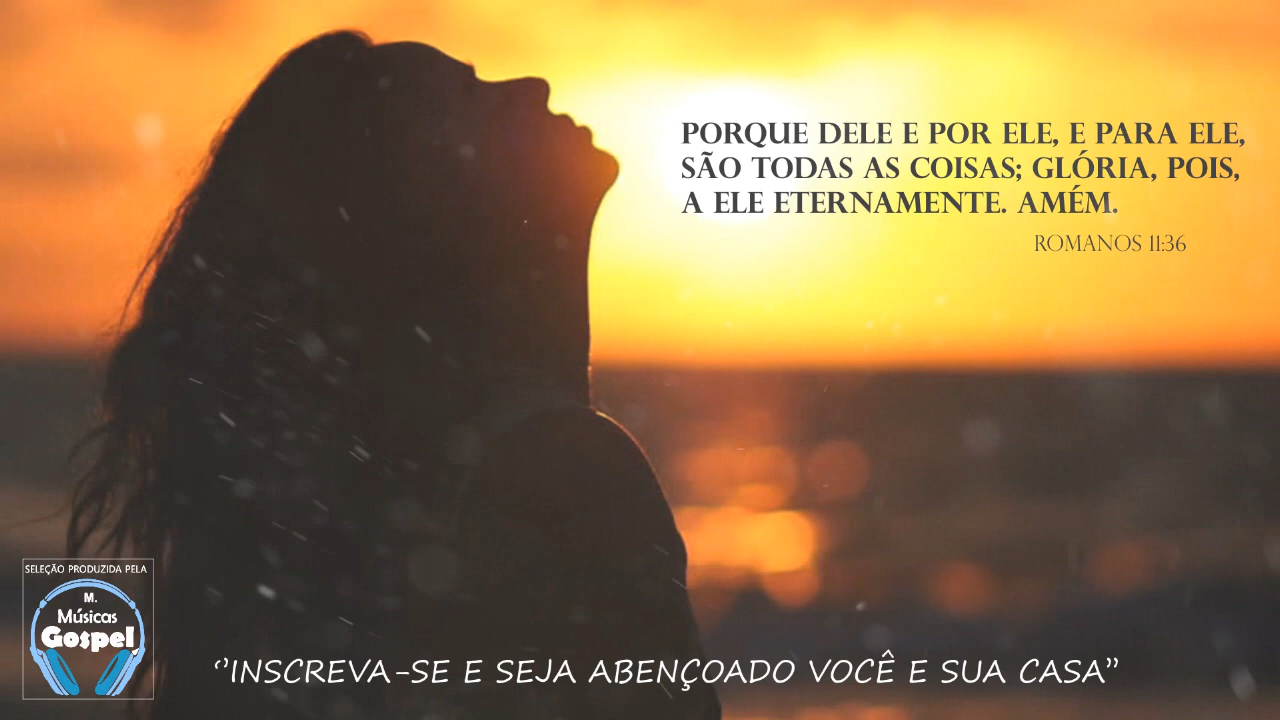 PORQUE DELE E POR ELE, E PARA ELE,
SÃO TODAS AS COISAS; GLÓRIA, POIS,
A ELE ETERNAMENTE. AMÉM.
ROMANOS 11:36
SELEÇÃO PRODUZIDA PELA
M.
Músicas
Gospel
‘’INSCREVA-SE E SEJA ABENÇOADO VOCÊ E SUA CASA’’